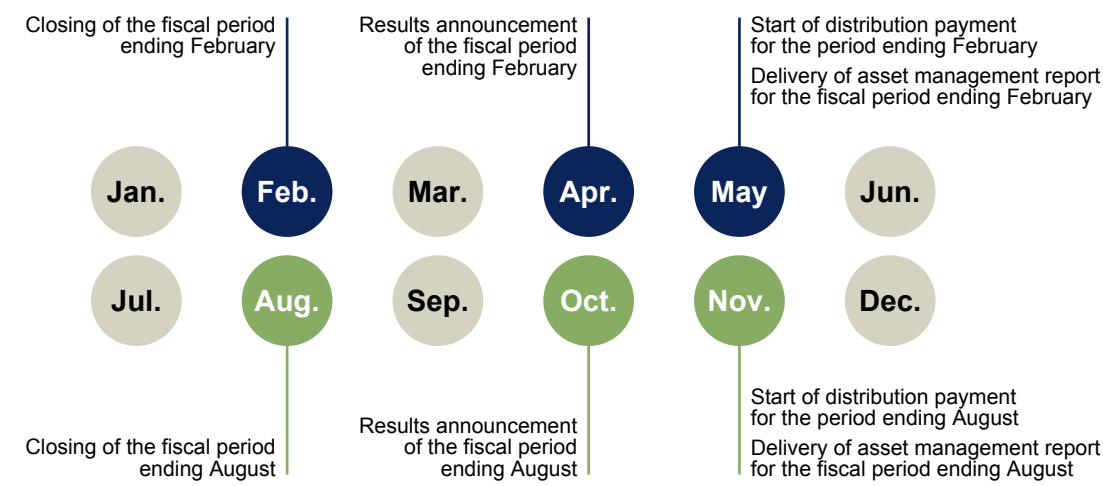 Closing of the fiscal period
ending February
Results announcement
of the fiscal period
ending February
Start of distribution payment
for the period ending February
Delivery of asset management report
for the fiscal period ending February
Jan.
Feb.
Mar.
Apr.
May
Jun.
Jul.
Aug.
Sep.
Oct.
Nov.
Dec.
Closing of the fiscal period
ending August
Results announcement
of the fiscal period
ending August
Start of distribution payment
for the period ending August
Delivery of asset management report
for the fiscal period ending August